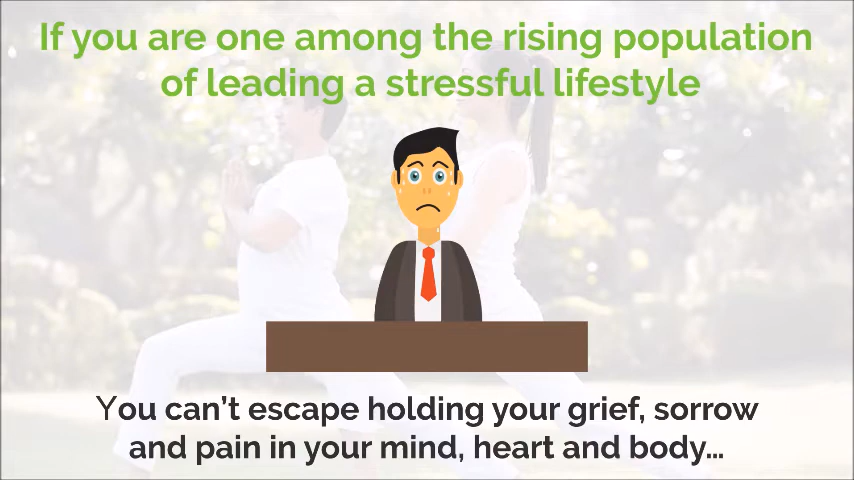 If you are one among the rising population
of leading a stressful lifestyle
You can't escape holding your grief, sorrow
and pain in your mind, heart and body...